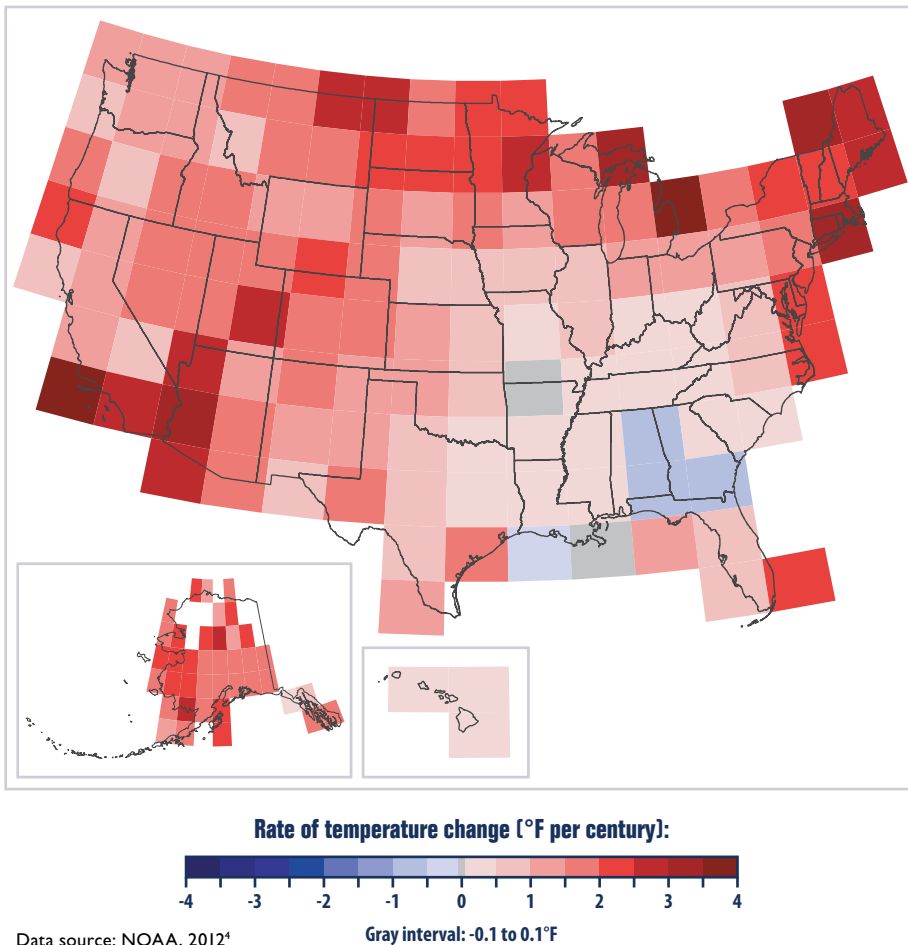 Rate of temperature change (°F per century):
-4 -3 -2 -1 0 1 2 3 4
Gray interval: -0.1 to 0.1°F
Data source: NOAA, 2012⁴